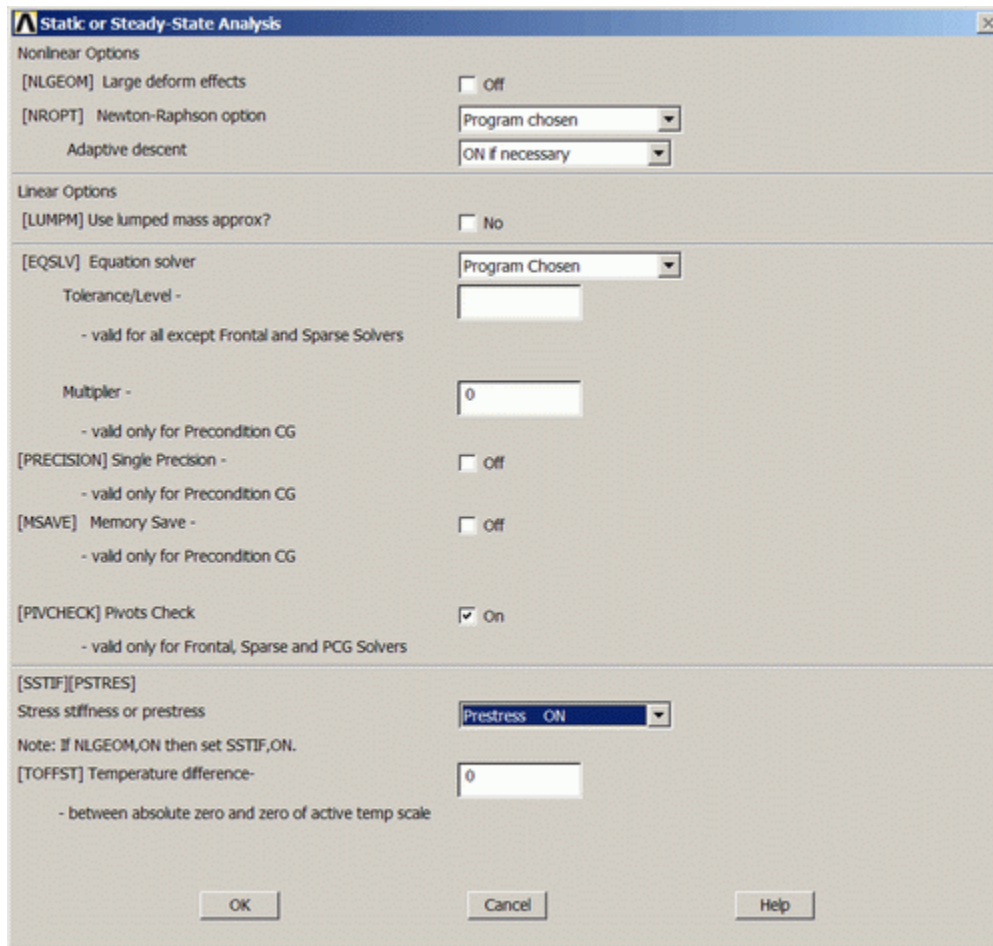 Static or Steady-State Analysis
Nonlinear Options
[NLGEOM] Large deform effects Off
[NROPT] Newton-Raphson option Program chosen
Adaptive descent ON if necessary
Linear Options
[LUMPM] Use lumped mass approx? No
[EQSLV] Equation solver Program Chosen
Tolerance/Level -
- valid for all except Frontal and Sparse Solvers
Multiplier - 0
- valid only for Precondition CG
[PRECISION] Single Precision - Off
- valid only for Precondition CG
[MSAVE] Memory Save - Off
- valid only for Precondition CG
[PIVCHECK] Pivots Check On
- valid only for Frontal, Sparse and PCG Solvers
[SSTIF][PSTRES]
Stress stiffness or prestress Prestress ON
Note: If NLGEOM,ON then set SSTIF,ON.
[TOFFST] Temperature difference- 0
- between absolute zero and zero of active temp scale
OK Cancel Help